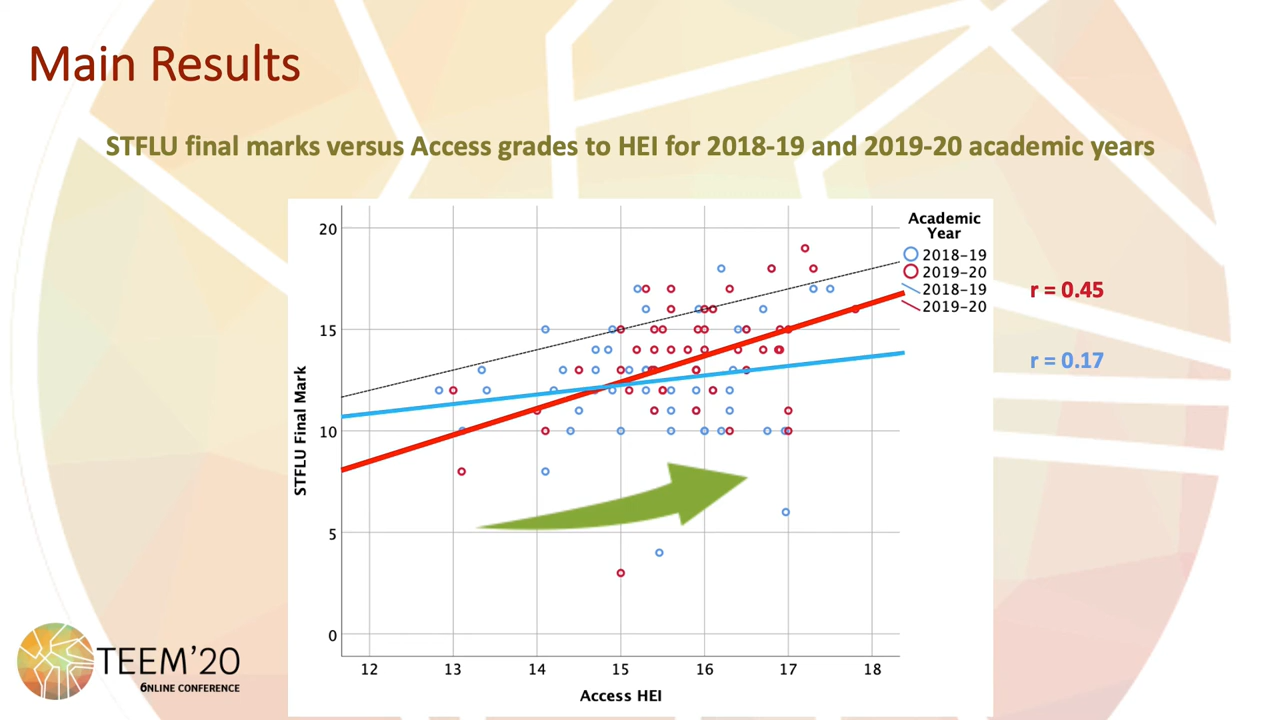 Main Results
STFLU final marks versus Access grades to HEI for 2018-19 and 2019-20 academic years
Academic
Year
2018-19
2019-20
2018-19
2019-20
r = 0.45
r = 0.17
STFLU Final Mark
20
15
10
5
0
12 13 14 15 16 17 18
Access HEI
TEEM'20
6NLINE CONFERENCE